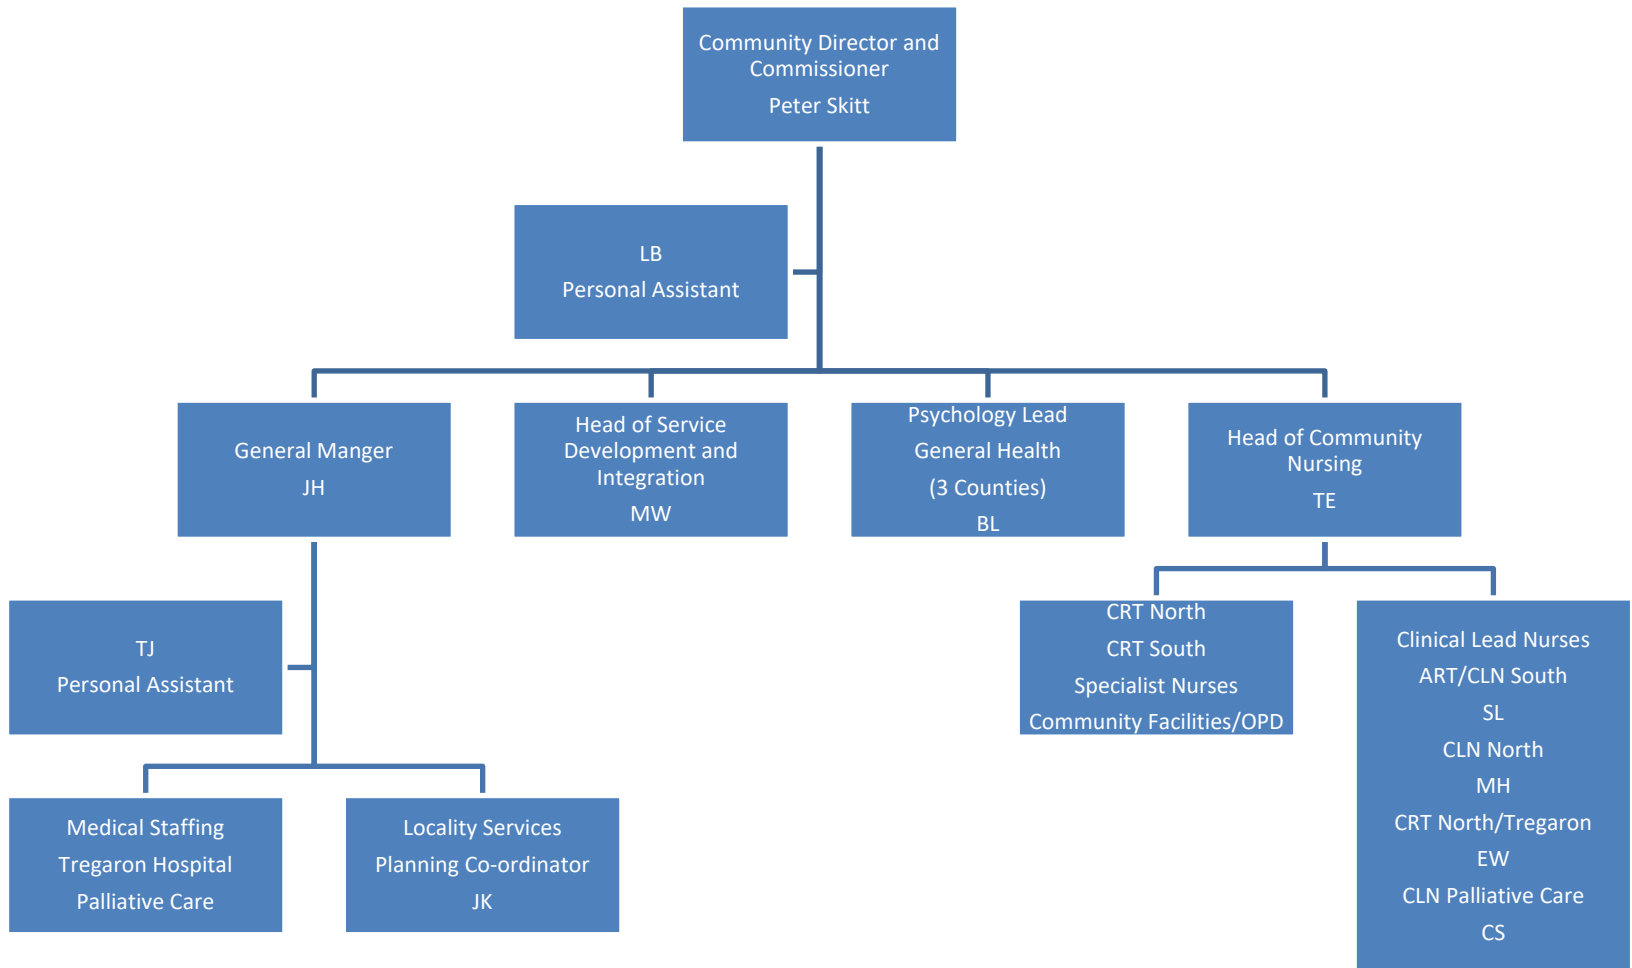 Community Director and
Commissioner
Peter Skitt
LB
Personal Assistant
General Manger
JH
Head of Service
Development and
Integration
MW
Psychology Lead
General Health
(3 Counties)
BL
Head of Community
Nursing
TE
TJ
Personal Assistant
CRT North
CRT South
Specialist Nurses
Community Facilities/OPD
Clinical Lead Nurses
ART/CLN South
SL
CLN North
MH
CRT North/Tregaron
EW
CLN Palliative Care
CS
Medical Staffing
Tregaron Hospital
Palliative Care
Locality Services
Planning Co-ordinator
JK